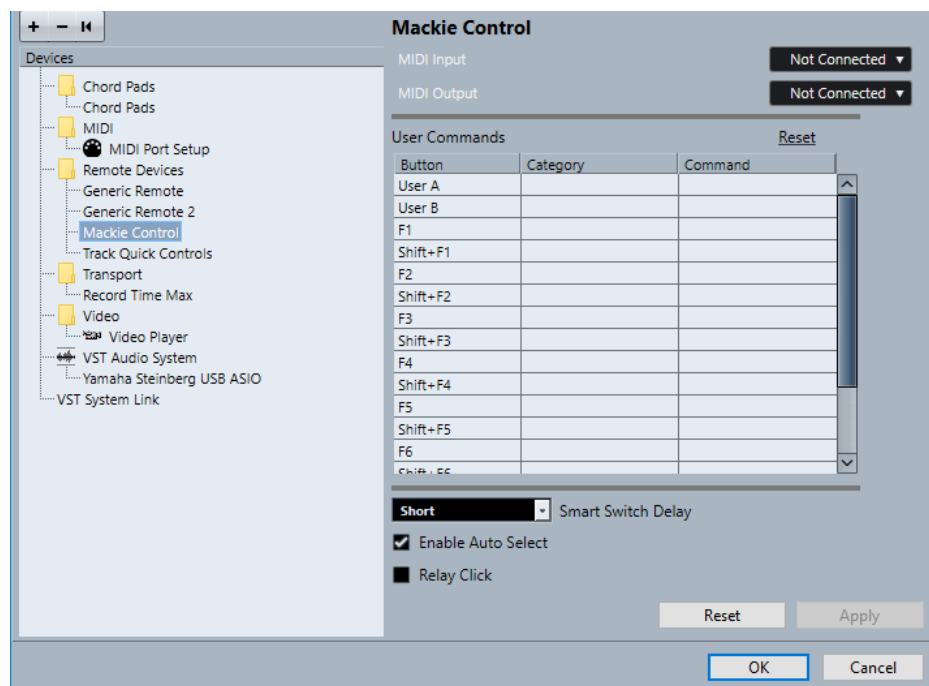 + -
Mackie Control
Devices
MIDI Input Not Connected
MIDI Output Not Connected
Chord Pads
Chord Pads
MIDI
MIDI Port Setup
Remote Devices
Generic Remote
Generic Remote 2
Mackie Control
Track Quick Controls
Transport
Record Time Max
Video
Video Player
VST Audio System
Yamaha Steinberg USB ASIO
VST System Link
User Commands Reset
Button Category Command
User A
User B
F1
Shift+F1
F2
Shift+F2
F3
Shift+F3
F4
Shift+F4
F5
Shift+F5
F6
Shift+F6
Short Smart Switch Delay
Enable Auto Select
Relay Click
Reset Apply
OK Cancel